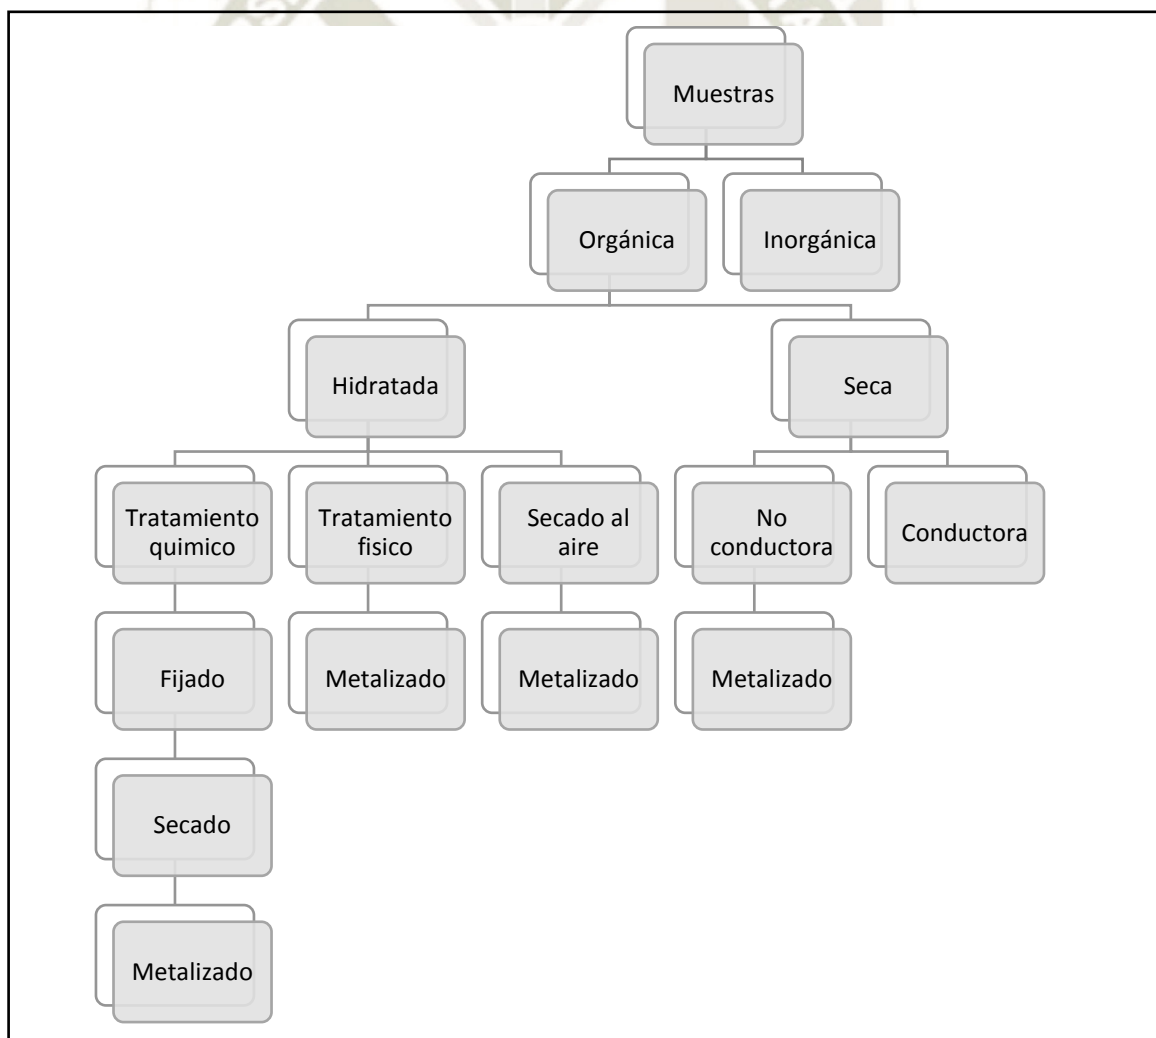 Muestras
Orgánica
Inorgánica
Hidratada
Seca
Tratamiento
quimico
Tratamiento
fisico
Secado al
aire
No
conductora
Conductora
Fijado
Metalizado
Metalizado
Metalizado
Secado
Metalizado